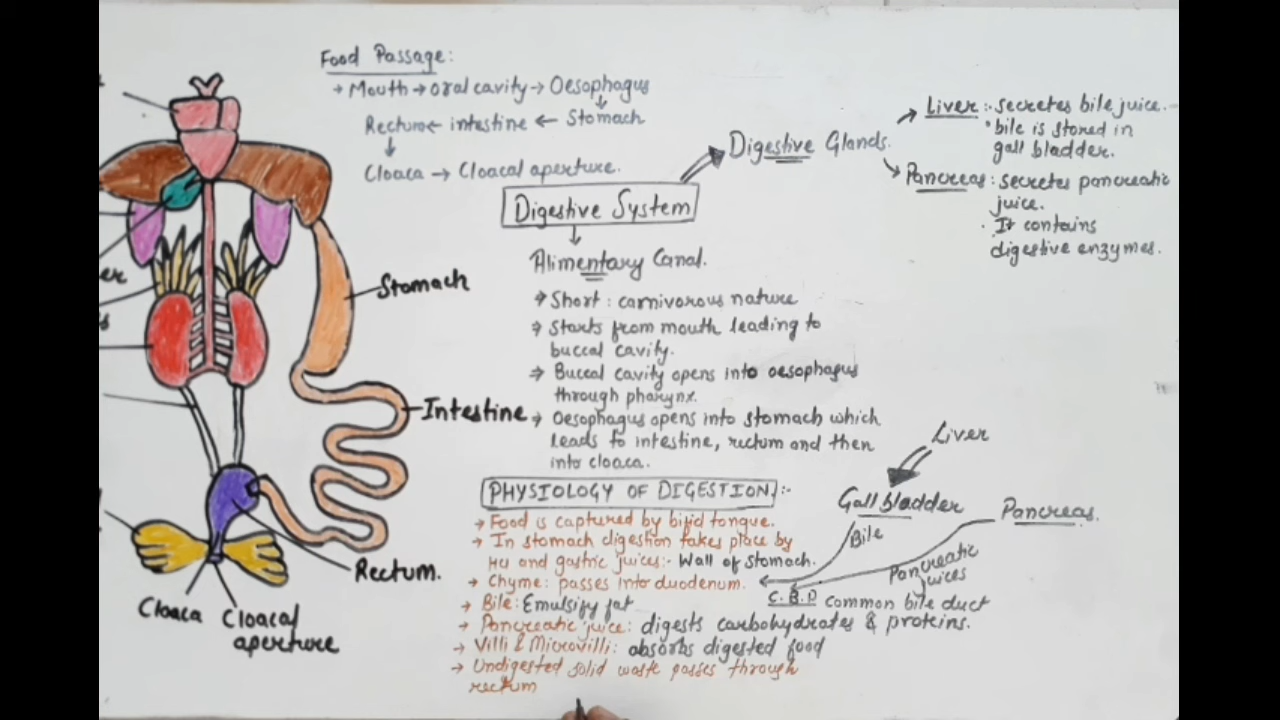 Food Passage:
→ Mouth → oral cavity → Oesophagus
Rectum ← intestine ← Stomach
Cloaca → Cloacal aperture.
Digestive System
Digestive Glands.
Liver :- secretes bile juice.
bile is stored in
gall bladder.
Pancreas : secretes pancreatic
juice.
It contains
digestive enzymes.
Alimentary Canal.
→ Short : carnivorous nature
→ Starts from mouth leading to
buccal cavity.
⇒ Buccal cavity opens into oesophagus
through pharynx.
→ Oesophagus opens into stomach which
leads to intestine, rectum and then
into cloaca.
Stomach
Intestine
Rectum.
Cloaca
Cloacal
aperture
PHYSIOLOGY OF DIGESTION :-
→ Food is captured by bifid tongue.
→ In stomach digestion takes place by
HCl and gastric juices:- Wall of stomach.
→ Chyme : passes into duodenum.
→ Bile : Emulsify fat
→ Pancreatic juice : digests carbohydrates & proteins.
→ Villi & Microvilli : absorbs digested food
→ Undigested solid waste passes through
rectum
Liver
Gall bladder
Pancreas.
Bile
Pancreatic
juices
C.B.D common bile duct